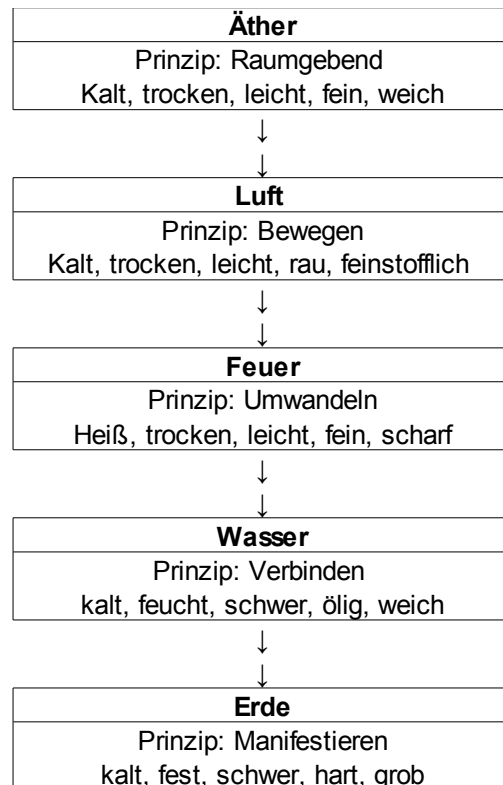 Äther
Prinzip: Raumgebend
Kalt, trocken, leicht, fein, weich
↓
↓
Luft
Prinzip: Bewegen
Kalt, trocken, leicht, rau, feinstofflich
↓
↓
Feuer
Prinzip: Umwandeln
Heiß, trocken, leicht, fein, scharf
↓
↓
Wasser
Prinzip: Verbinden
kalt, feucht, schwer, ölig, weich
↓
↓
Erde
Prinzip: Manifestieren
kalt, fest, schwer, hart, grob